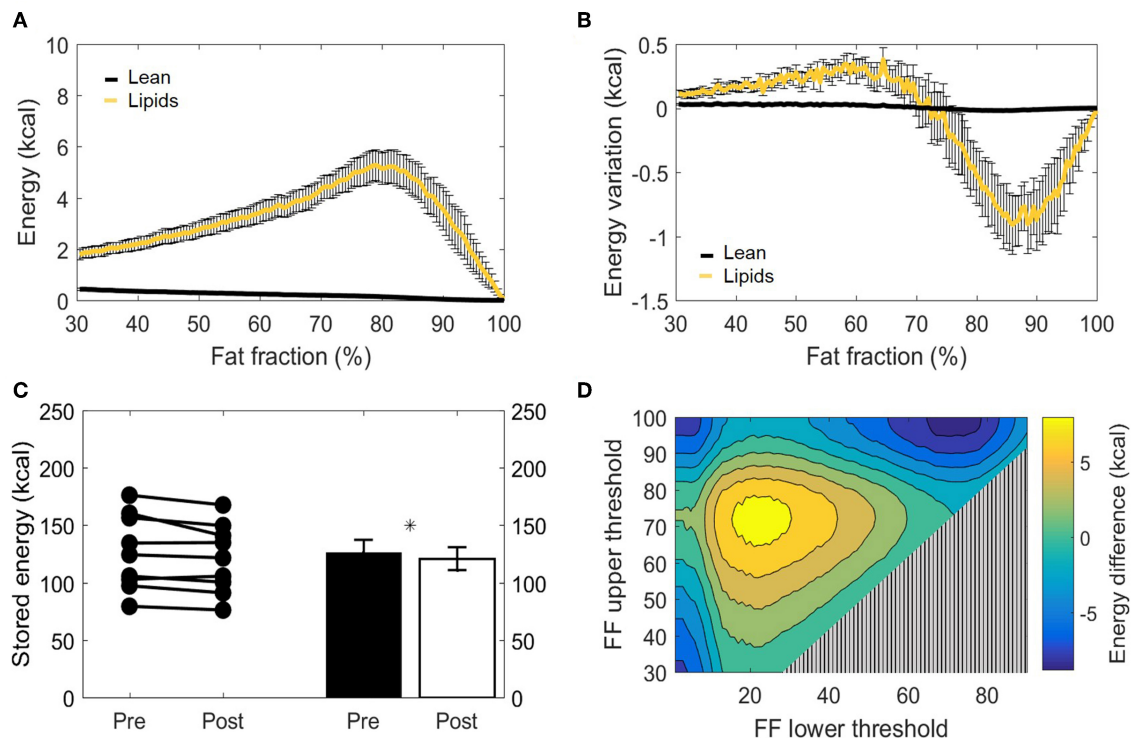 A
10
8
6
4
2
0
Energy (kcal)
Lean
Lipids
30 40 50 60 70 80 90 100
Fat fraction (%)
B
0.5
0
-0.5
-1
-1.5
Energy variation (kcal)
Lean
Lipids
30 40 50 60 70 80 90 100
Fat fraction (%)
C
250
200
150
100
50
0
Stored energy (kcal)
*
250
200
150
100
50
0
Pre Post Pre Post
D
100
90
80
70
60
50
40
30
FF upper threshold
20 40 60 80
FF lower threshold
5
0
-5
Energy difference (kcal)